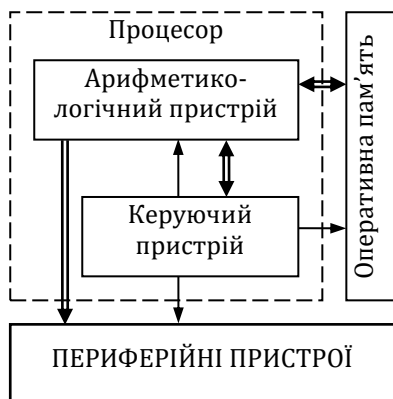 Процесор
Арифметико-
логічний пристрій
Оперативна пам’ять
Керуючий
пристрій
ПЕРИФЕРІЙНІ ПРИСТРОЇ